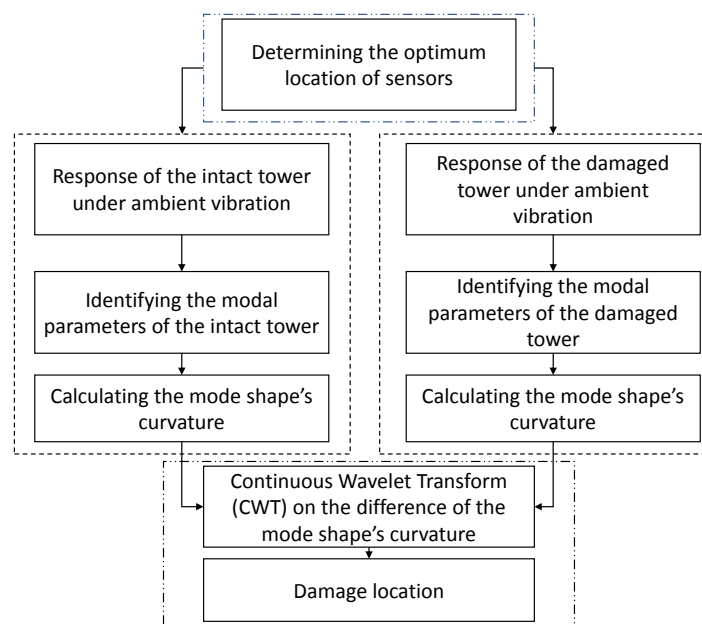 Determining the optimum
location of sensors
Response of the intact tower
under ambient vibration
Response of the damaged
tower under ambient
vibration
Identifying the modal
parameters of the intact tower
Identifying the modal
parameters of the damaged
tower
Calculating the mode shape's
curvature
Calculating the mode shape's
curvature
Continuous Wavelet Transform
(CWT) on the difference of the
mode shape's curvature
Damage location